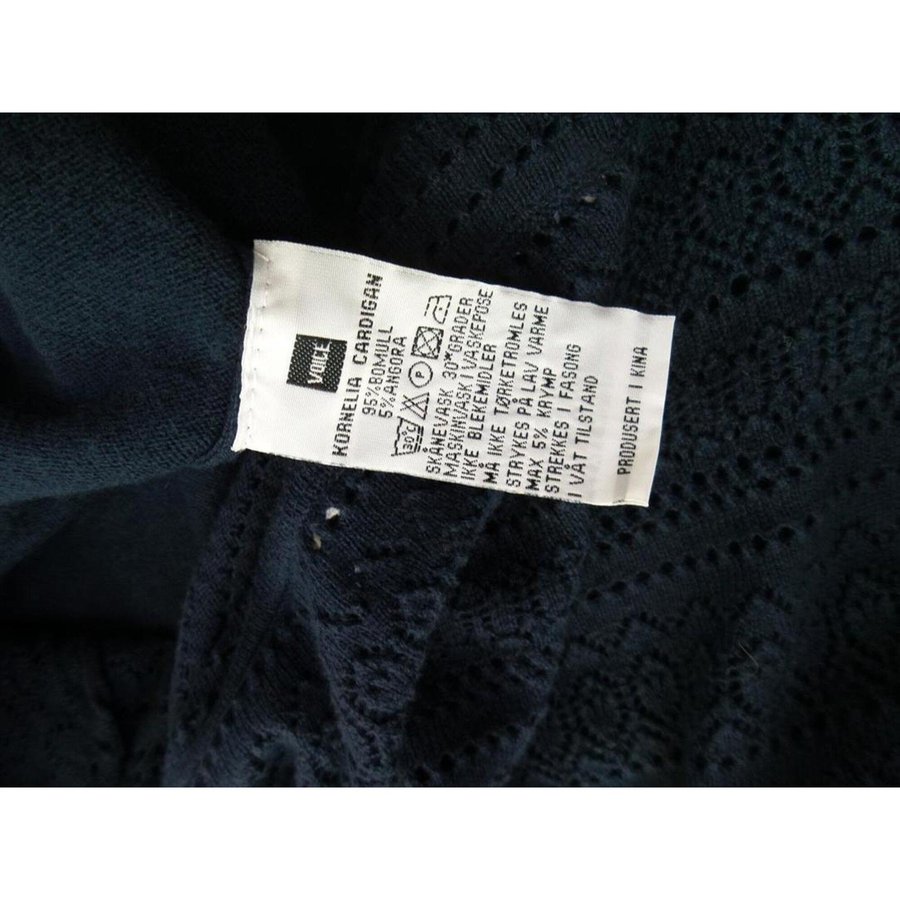 VOICE
KORNELIA CARDIGAN
95%BOMULL
5%ANGORA
30°C P
SKÅNEVASK 30°GRADER
MASKINVASK I VASKEPOSE
IKKE BLEKEMIDLER
MÅ IKKE TØRKETROMLES
STRYKES PÅ LAV VARME
MAX 5% KRYMP
STREKKES I FASONG
I VÅT TILSTAND
PRODUSERT I KINA